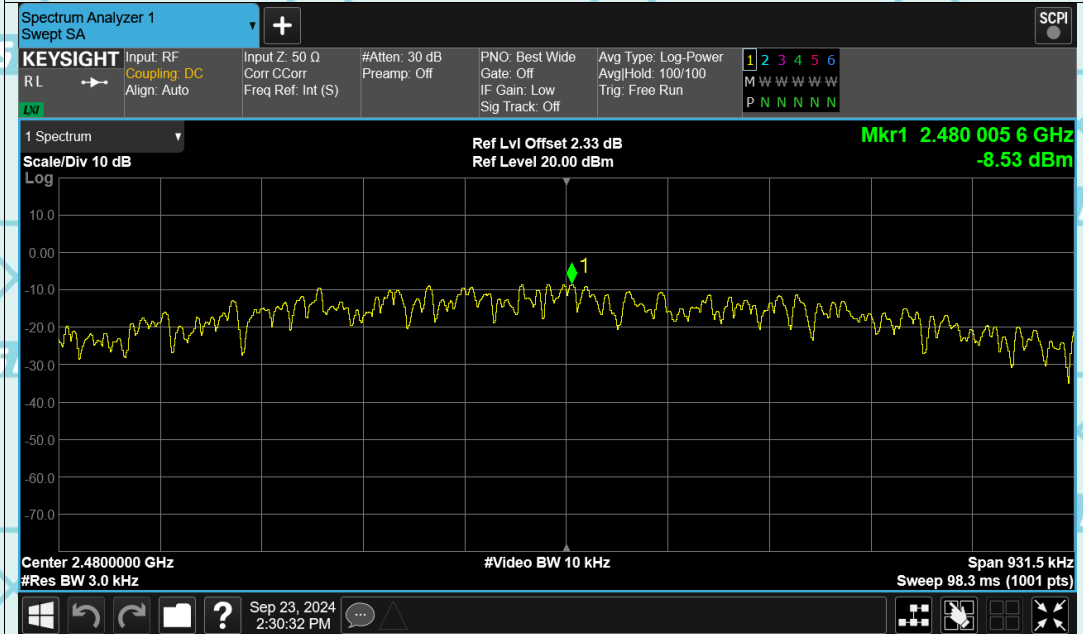 Spectrum Analyzer 1
Swept SA
+
SCPI
KEYSIGHT
R L
LXI
Input: RF
Coupling: DC
Align: Auto
Input Z: 50 Ω
Corr CCorr
Freq Ref: Int (S)
#Atten: 30 dB
Preamp: Off
PNO: Best Wide
Gate: Off
IF Gain: Low
Sig Track: Off
Avg Type: Log-Power
Avg|Hold: 100/100
Trig: Free Run
1 2 3 4 5 6
M W W W W W
P N N N N N
1 Spectrum
Scale/Div 10 dB
Log
Ref Lvl Offset 2.33 dB
Ref Level 20.00 dBm
Mkr1 2.480 005 6 GHz
-8.53 dBm
10.0
0.00
-10.0
-20.0
-30.0
-40.0
-50.0
-60.0
-70.0
1
Center 2.4800000 GHz
#Res BW 3.0 kHz
#Video BW 10 kHz
Span 931.5 kHz
Sweep 98.3 ms (1001 pts)
?
Sep 23, 2024
2:30:32 PM